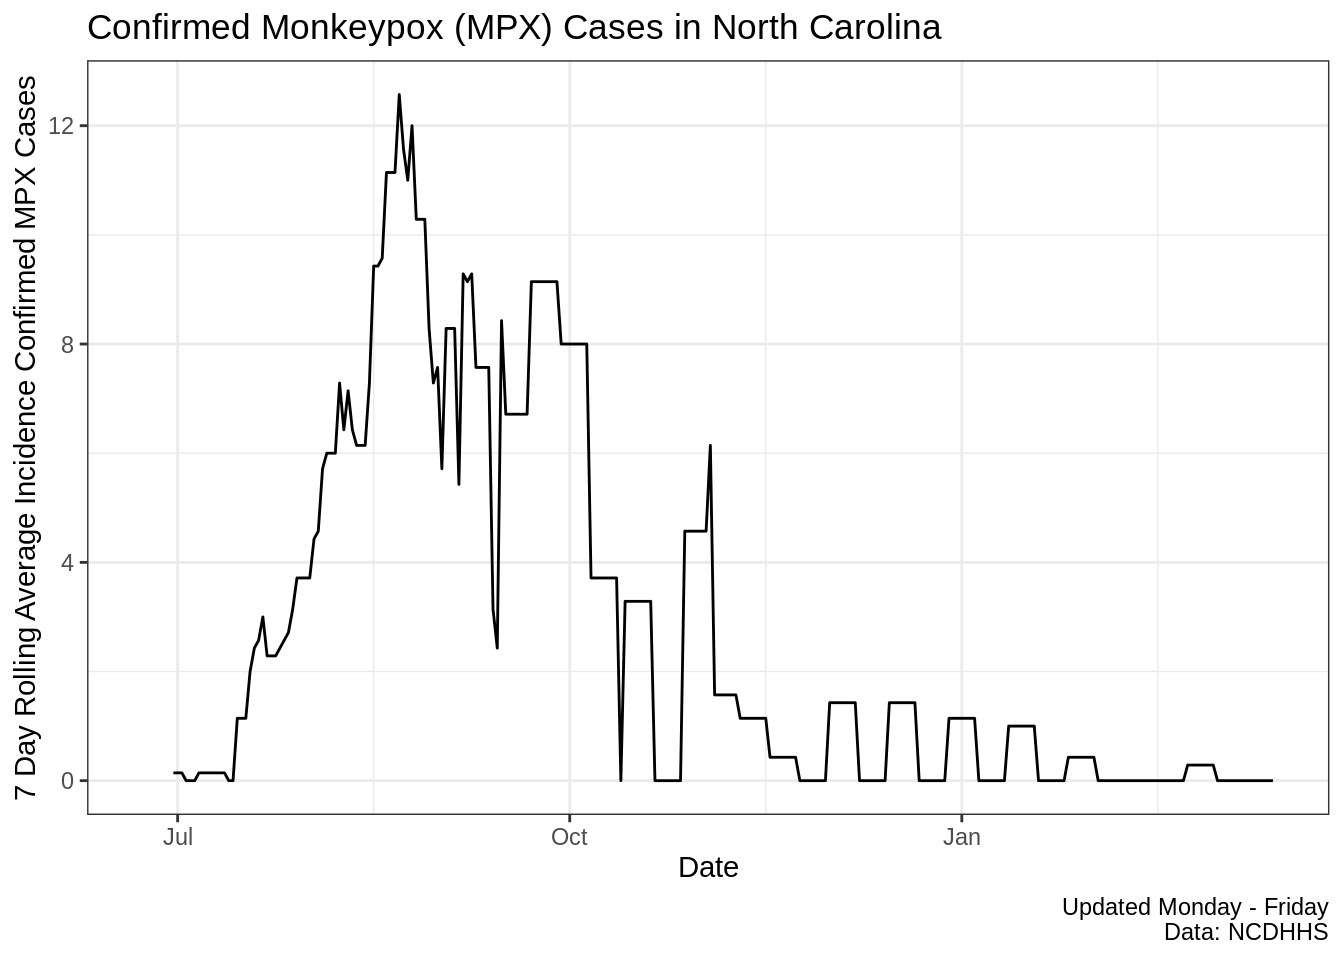 Confirmed Monkeypox (MPX) Cases in North Carolina
7 Day Rolling Average Incidence Confirmed MPX Cases
12
8
4
0
Jul Oct Jan
Date
Updated Monday - Friday
Data: NCDHHS